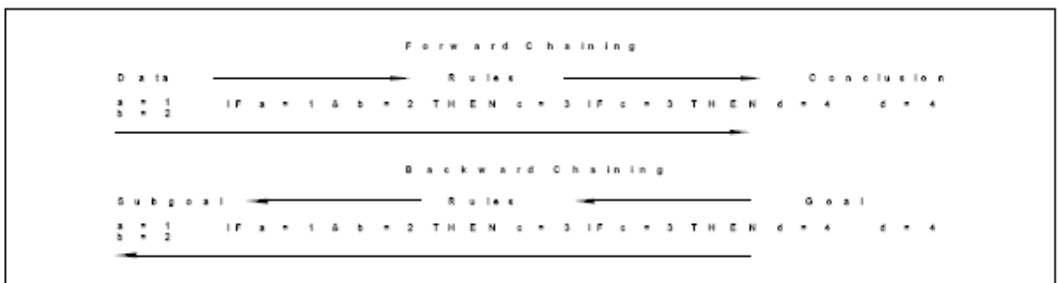 Forward Chaining
Data Rules Conclusion
a = 1 IF a = 1 & b = 2 THEN c = 3 IF c = 3 THEN d = 4 d = 4
b = 2
Backward Chaining
Subgoal Rules Goal
a = 1 IF a = 1 & b = 2 THEN c = 3 IF c = 3 THEN d = 4 d = 4
b = 2